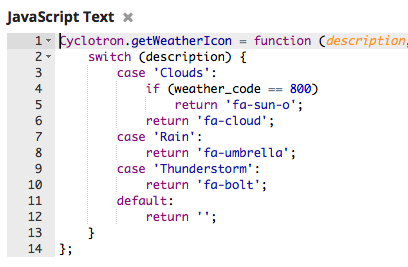 JavaScript Text ×
1 Cyclotron.getWeatherIcon = function (description,
2 switch (description) {
3 case 'Clouds':
4 if (weather_code == 800)
5 return 'fa-sun-o';
6 return 'fa-cloud';
7 case 'Rain':
8 return 'fa-umbrella';
9 case 'Thunderstorm':
10 return 'fa-bolt';
11 default:
12 return '';
13 }
14 };